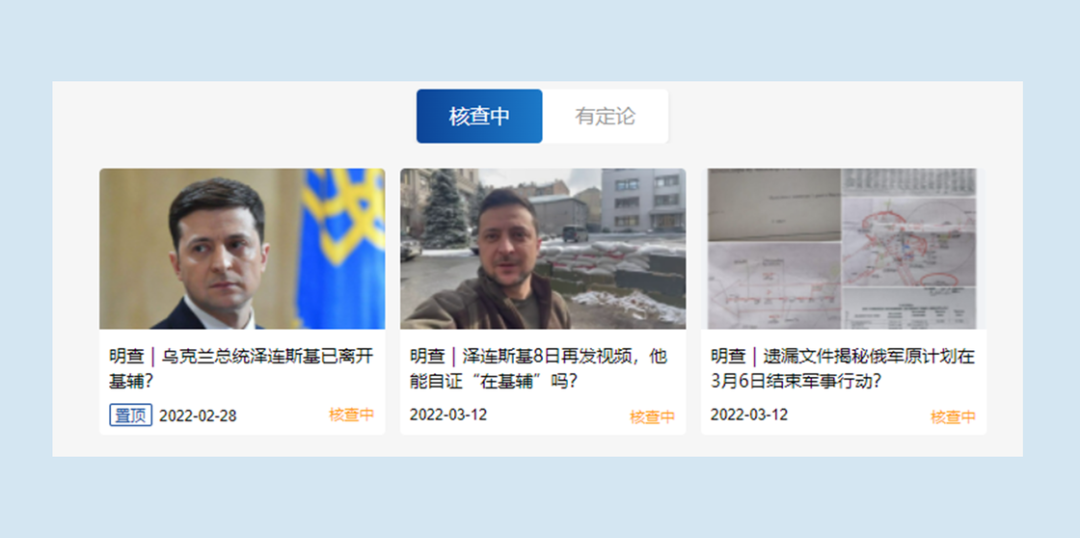 核查中
有定论
明查｜乌克兰总统泽连斯基已离开
基辅？
置顶 2022-02-28 核查中
明查｜泽连斯基8日再发视频，他
能自证“在基辅”吗？
2022-03-12 核查中
明查｜遗漏文件揭秘俄军原计划在
3月6日结束军事行动？
2022-03-12 核查中